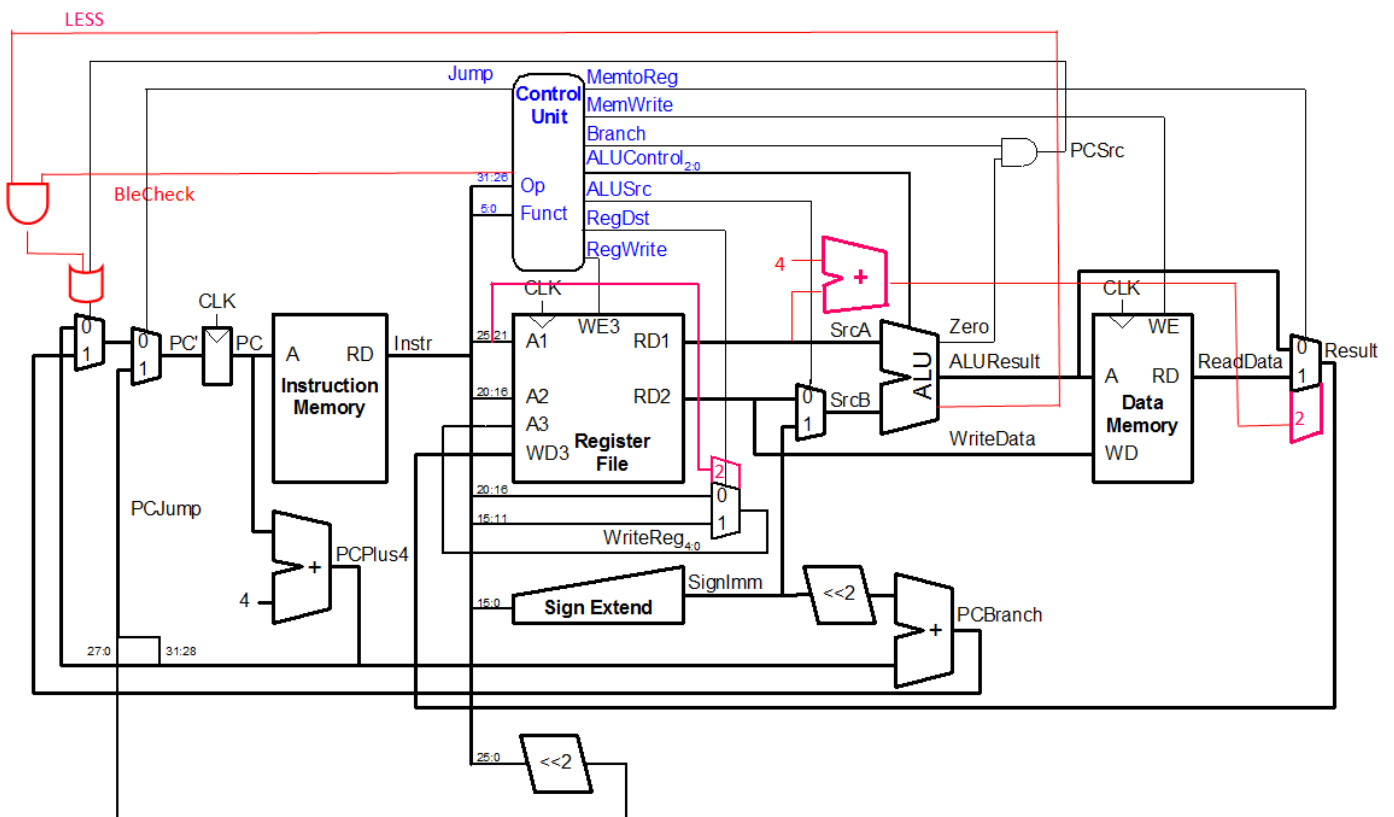 LESS
Jump
Control
Unit
MemtoReg
MemWrite
Branch
ALUControl2:0
ALUSrc
RegDst
RegWrite
PCSrc
31:26
Op
5:0
Funct
BleCheck
4
+
CLK
CLK
CLK
0
1
0
1
PC'
PC
A
RD
Instruction
Memory
Instr
25:21
A1
WE3
RD1
20:16
A2
RD2
A3
WD3
Register
File
SrcA
0
1
SrcB
ALU
Zero
ALUResult
WriteData
A
RD
WE
Data
Memory
WD
ReadData
0
1
2
Result
2
0
1
20:16
15:11
WriteReg4:0
PCJump
+
4
PCPlus4
15:0
Sign Extend
SignImm
<<2
+
PCBranch
27:0
31:28
25:0
<<2